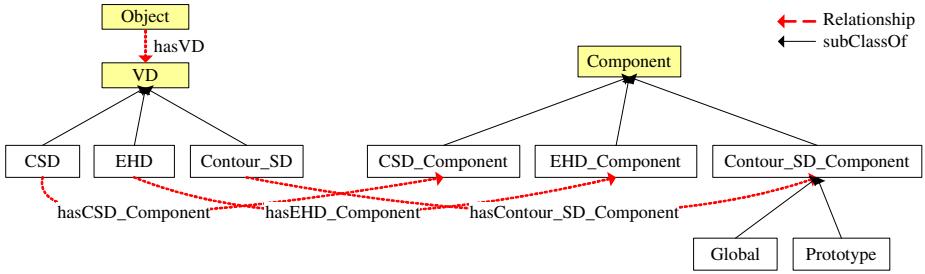 Object
Relationship
hasVD
subClassOf
VD
Component
CSD
EHD
Contour_SD
CSD_Component
EHD_Component
Contour_SD_Component
hasCSD_Component
hasEHD_Component
hasContour_SD_Component
Global
Prototype